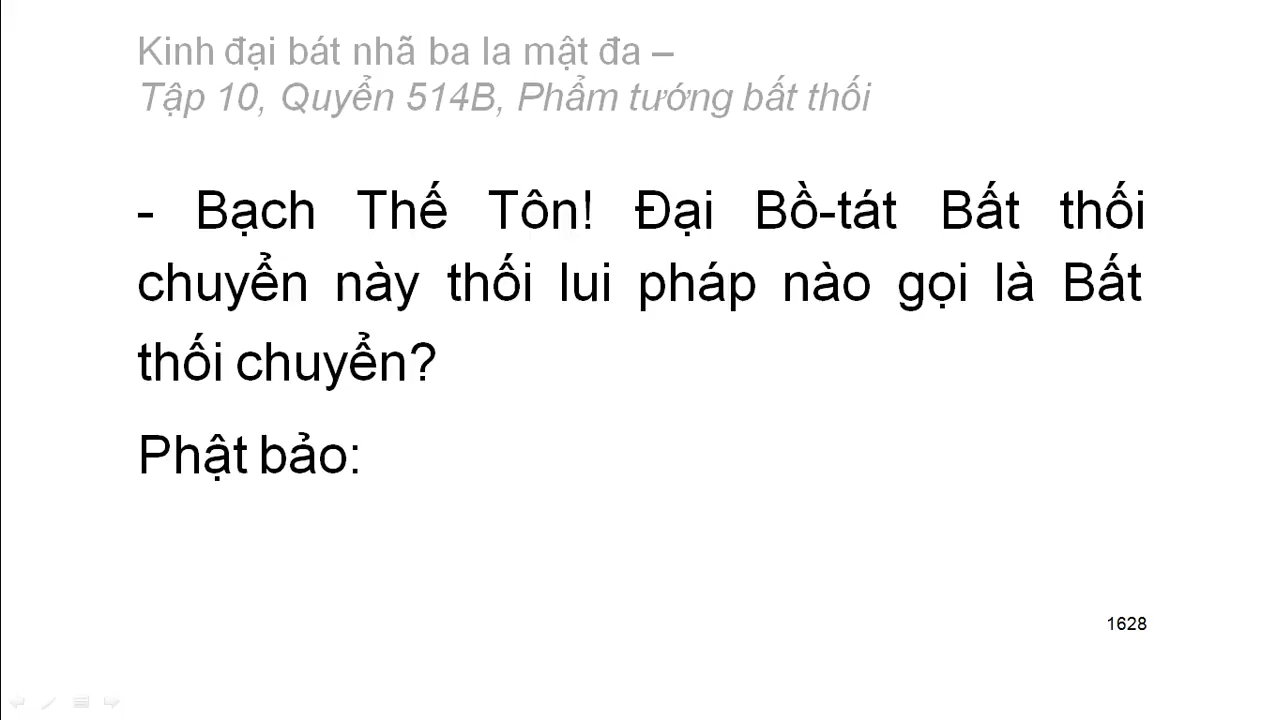 Kinh đại bát nhã ba la mật đa –
Tập 10, Quyển 514B, Phẩm tướng bất thối
- Bạch Thế Tôn! Đại Bồ-tát Bất thối
chuyển này thối lui pháp nào gọi là Bất
thối chuyển?
Phật bảo:
1628